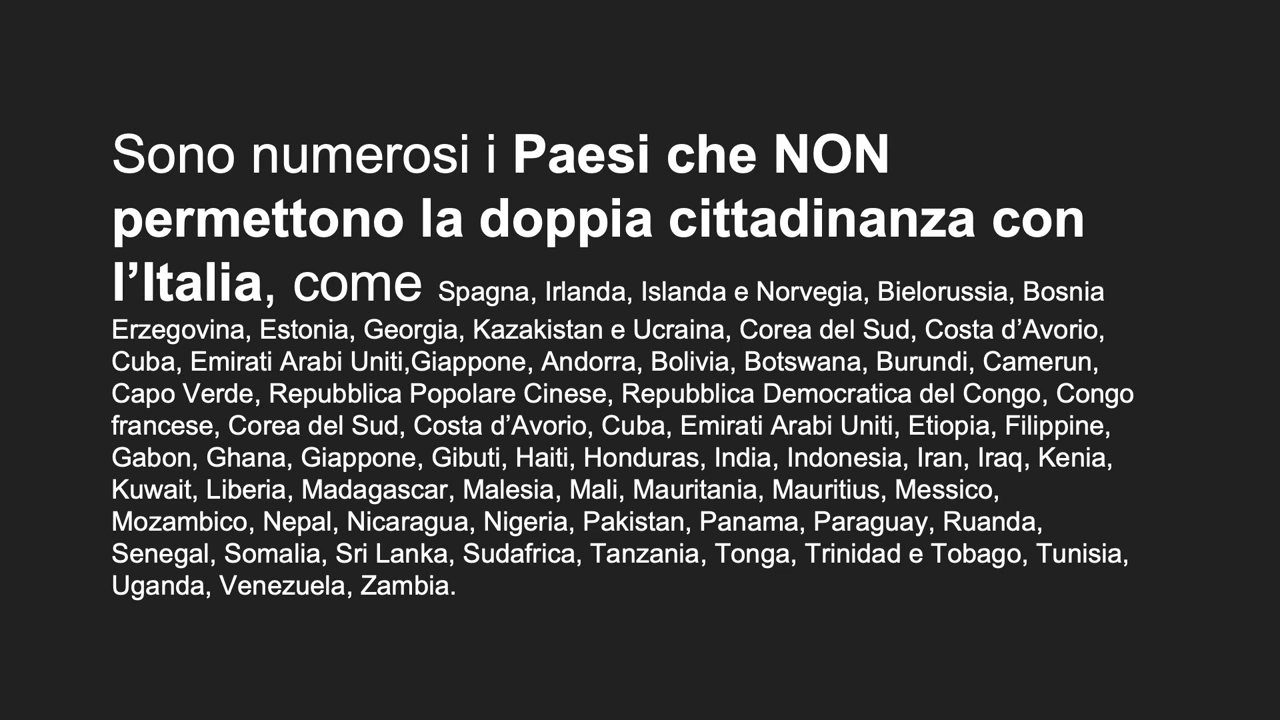 Sono numerosi i Paesi che NON
permettono la doppia cittadinanza con
l’Italia, come Spagna, Irlanda, Islanda e Norvegia, Bielorussia, Bosnia
Erzegovina, Estonia, Georgia, Kazakistan e Ucraina, Corea del Sud, Costa d’Avorio,
Cuba, Emirati Arabi Uniti,Giappone, Andorra, Bolivia, Botswana, Burundi, Camerun,
Capo Verde, Repubblica Popolare Cinese, Repubblica Democratica del Congo, Congo
francese, Corea del Sud, Costa d’Avorio, Cuba, Emirati Arabi Uniti, Etiopia, Filippine,
Gabon, Ghana, Giappone, Gibuti, Haiti, Honduras, India, Indonesia, Iran, Iraq, Kenia,
Kuwait, Liberia, Madagascar, Malesia, Mali, Mauritania, Mauritius, Messico,
Mozambico, Nepal, Nicaragua, Nigeria, Pakistan, Panama, Paraguay, Ruanda,
Senegal, Somalia, Sri Lanka, Sudafrica, Tanzania, Tonga, Trinidad e Tobago, Tunisia,
Uganda, Venezuela, Zambia.